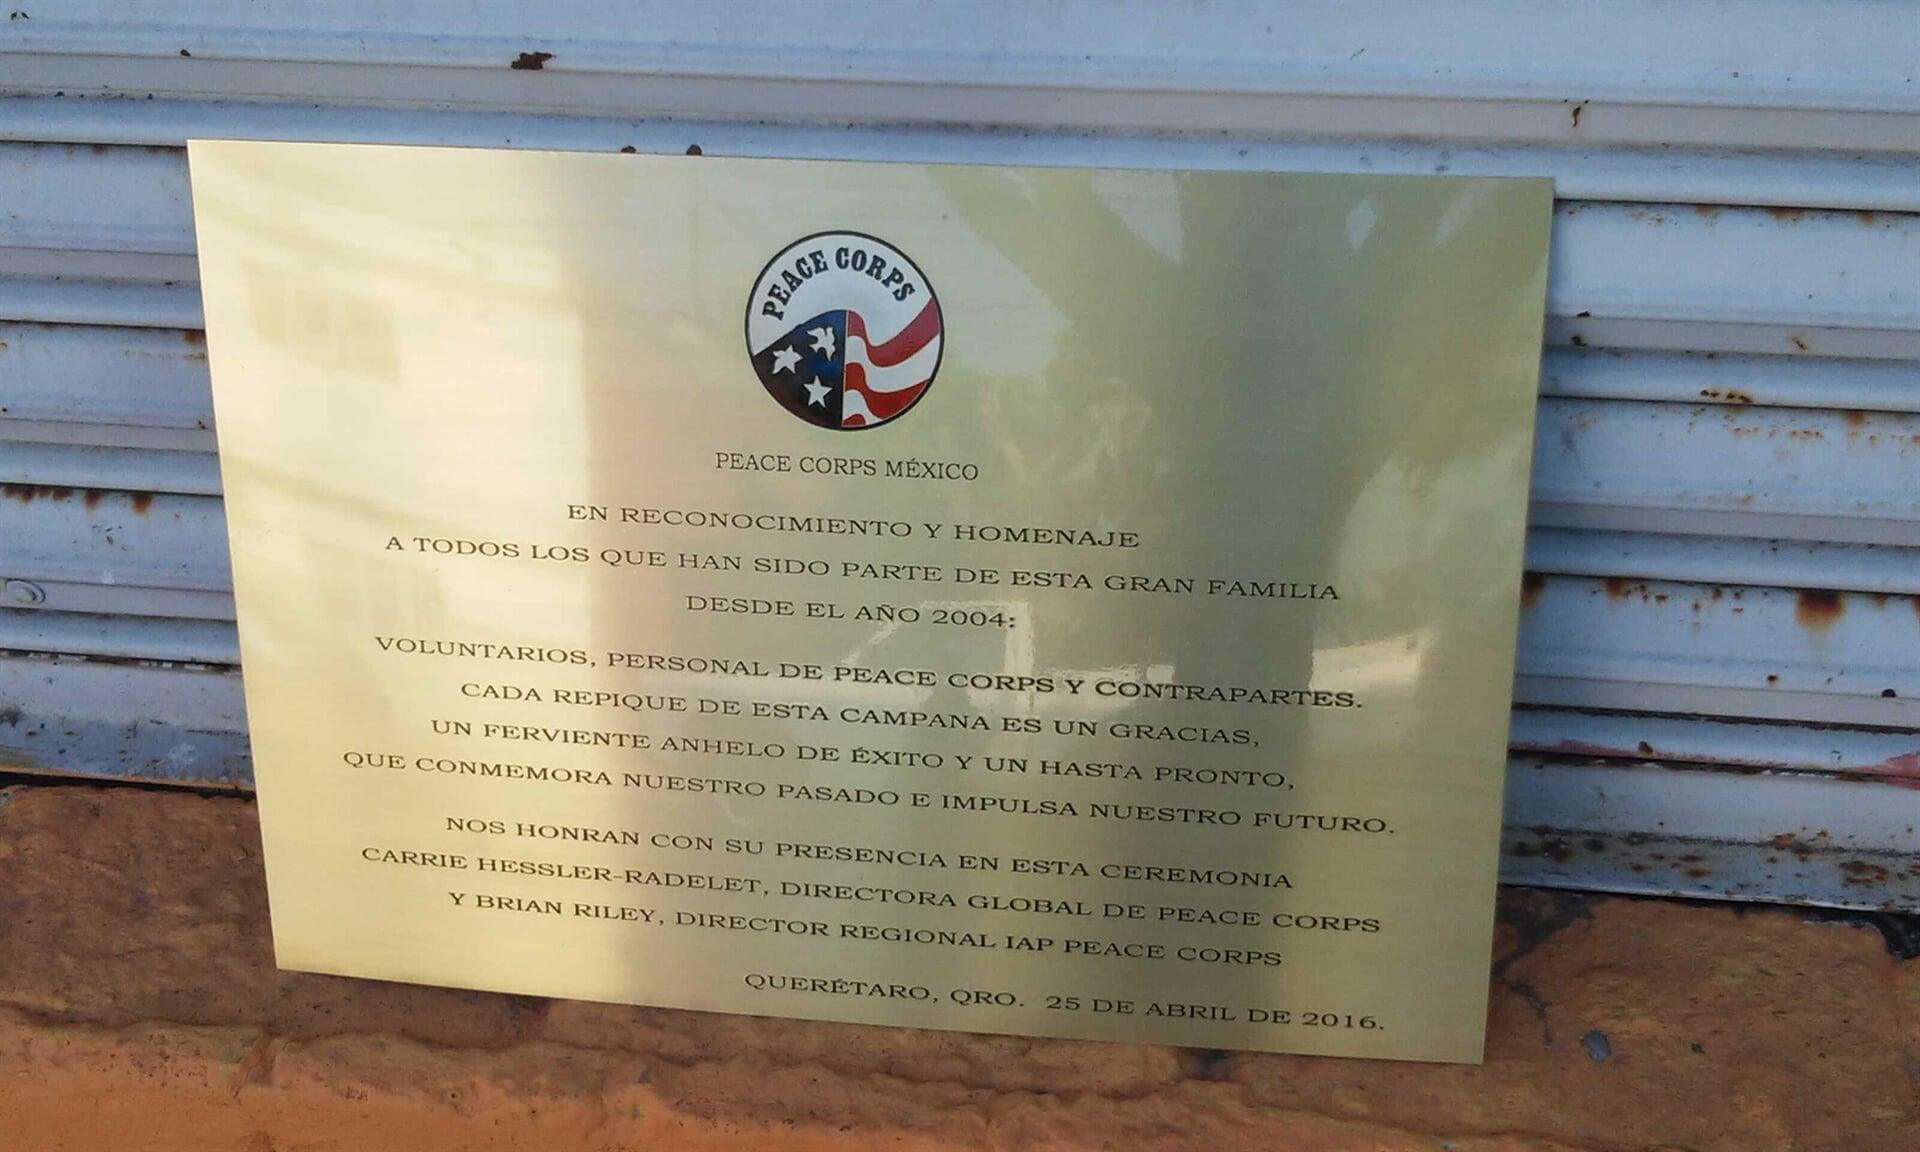 PEACE CORPS
PEACE CORPS MÉXICO
EN RECONOCIMIENTO Y HOMENAJE
A TODOS LOS QUE HAN SIDO PARTE DE ESTA GRAN FAMILIA
DESDE EL AÑO 2004:
VOLUNTARIOS, PERSONAL DE PEACE CORPS Y CONTRAPARTES.
CADA REPIQUE DE ESTA CAMPANA ES UN GRACIAS,
UN FERVIENTE ANHELO DE ÉXITO Y UN HASTA PRONTO,
QUE CONMEMORA NUESTRO PASADO E IMPULSA NUESTRO FUTURO.
NOS HONRAN CON SU PRESENCIA EN ESTA CEREMONIA
CARRIE HESSLER-RADELET, DIRECTORA GLOBAL DE PEACE CORPS
Y BRIAN RILEY, DIRECTOR REGIONAL IAP PEACE CORPS
QUERÉTARO, QRO. 25 DE ABRIL DE 2016.